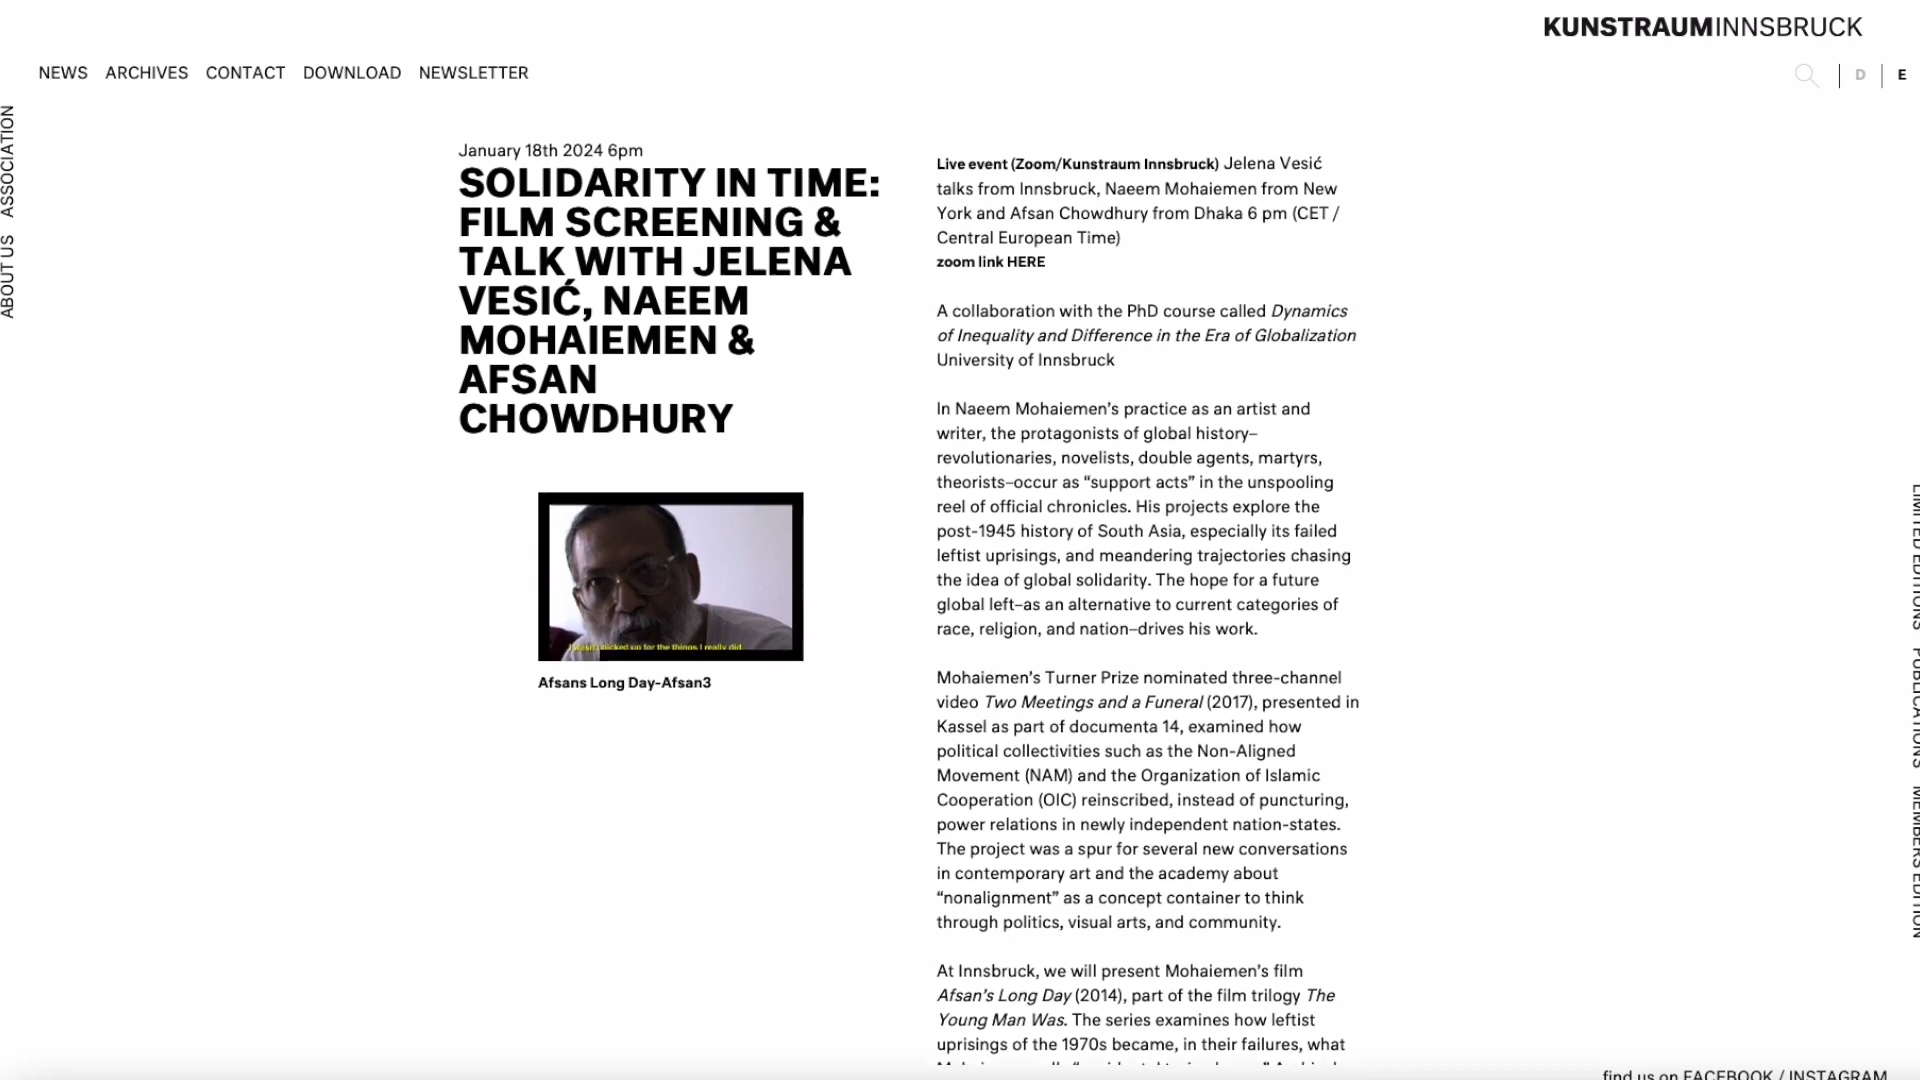 KUNSTRAUMINNSBRUCK
NEWS ARCHIVES CONTACT DOWNLOAD NEWSLETTER
D | E
ABOUT US ASSOCIATION
January 18th 2024 6pm
SOLIDARITY IN TIME:
FILM SCREENING &
TALK WITH JELENA
VESIĆ, NAEEM
MOHAIEMEN &
AFSAN
CHOWDHURY
picked up for the things I really did.
Afsans Long Day-Afsan3
Live event (Zoom/Kunstraum Innsbruck) Jelena Vesić
talks from Innsbruck, Naeem Mohaiemen from New
York and Afsan Chowdhury from Dhaka 6 pm (CET /
Central European Time)
zoom link HERE
A collaboration with the PhD course called Dynamics
of Inequality and Difference in the Era of Globalization
University of Innsbruck
In Naeem Mohaiemen’s practice as an artist and
writer, the protagonists of global history–
revolutionaries, novelists, double agents, martyrs,
theorists–occur as “support acts” in the unspooling
reel of official chronicles. His projects explore the
post-1945 history of South Asia, especially its failed
leftist uprisings, and meandering trajectories chasing
the idea of global solidarity. The hope for a future
global left–as an alternative to current categories of
race, religion, and nation–drives his work.
Mohaiemen’s Turner Prize nominated three-channel
video Two Meetings and a Funeral (2017), presented in
Kassel as part of documenta 14, examined how
political collectivities such as the Non-Aligned
Movement (NAM) and the Organization of Islamic
Cooperation (OIC) reinscribed, instead of puncturing,
power relations in newly independent nation-states.
The project was a spur for several new conversations
in contemporary art and the academy about
“nonalignment” as a concept container to think
through politics, visual arts, and community.
At Innsbruck, we will present Mohaiemen’s film
Afsan’s Long Day (2014), part of the film trilogy The
Young Man Was. The series examines how leftist
uprisings of the 1970s became, in their failures, what
LIMITED EDITIONS PUBLICATIONS MEMBERS EDITION
find us on FACEBOOK / INSTAGRAM